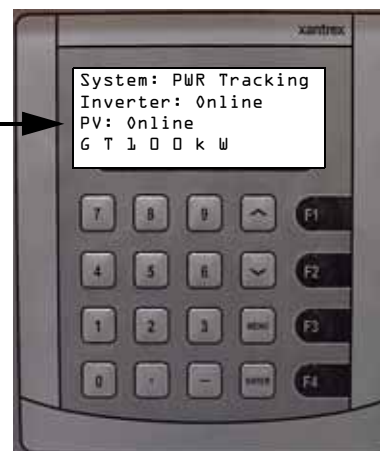 xantrex
System: PWR Tracking
Inverter: Online
PV: Online
G T 1 0 0 k W
7 8 9 F1
4 5 6 F2
1 2 3 MENU F3
0 · − ENTER F4